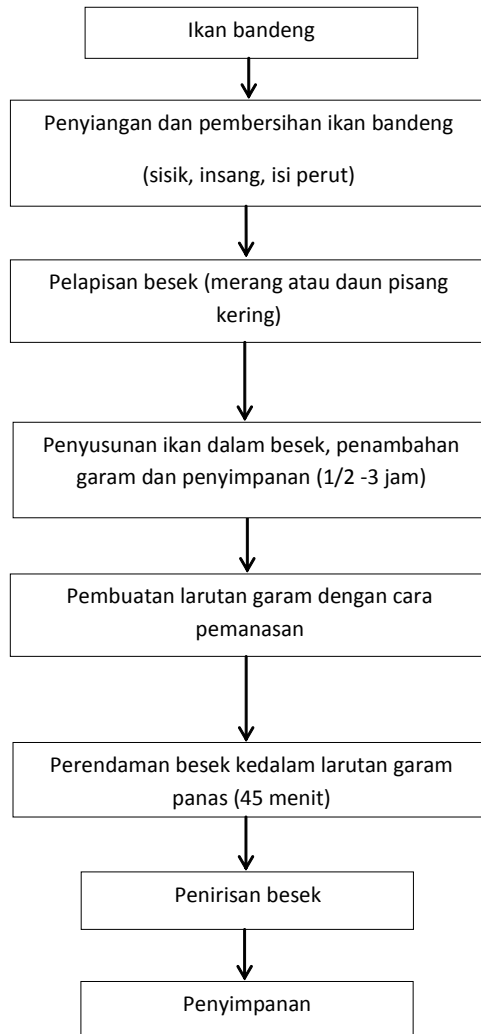 Ikan bandeng
Penyiangan dan pembersihan ikan bandeng
(sisik, insang, isi perut)
Pelapisan besek (merang atau daun pisang
kering)
Penyusunan ikan dalam besek, penambahan
garam dan penyimpanan (1/2 -3 jam)
Pembuatan larutan garam dengan cara
pemanasan
Perendaman besek kedalam larutan garam
panas (45 menit)
Penirisan besek
Penyimpanan